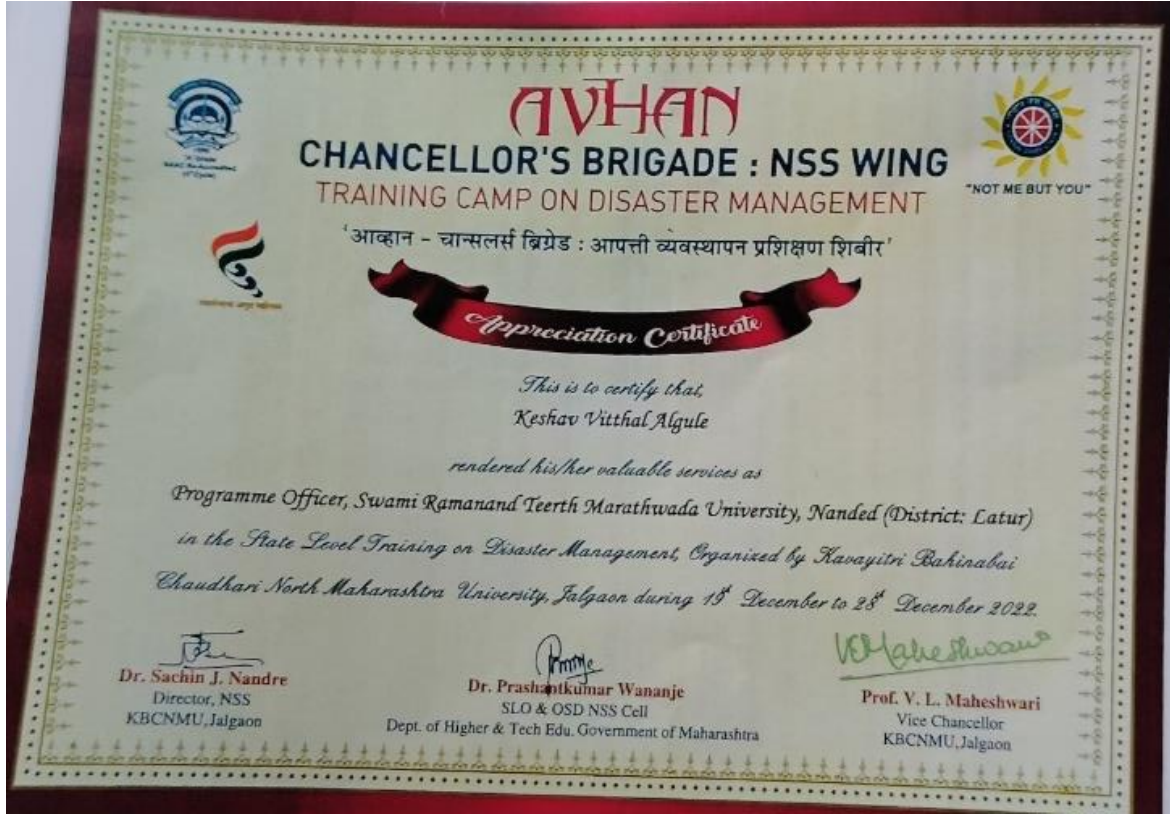 AVHAN
CHANCELLOR'S BRIGADE : NSS WING
"NOT ME BUT YOU"
TRAINING CAMP ON DISASTER MANAGEMENT
'आव्हान - चान्सलर्स ब्रिगेड : आपत्ती व्यवस्थापन प्रशिक्षण शिबीर'
Appreciation Certificate
This is to certify that,
Keshav Vitthal Algule
rendered his/her valuable services as
Programme Officer, Swami Ramanand Teerth Marathwada University, Nanded (District: Latur)
in the State Level Training on Disaster Management, Organized by Kavayitri Bahinabai
Chaudhari North Maharashtra University, Jalgaon during 19 December to 28 December 2022.
Dr. Sachin J. Nandre
Director, NSS
KBCNMU, Jalgaon
Dr. Prashantkumar Wananje
SLO & OSD NSS Cell
Dept. of Higher & Tech Edu. Government of Maharashtra
VLMaheshwari
Prof. V. L. Maheshwari
Vice Chancellor
KBCNMU, Jalgaon